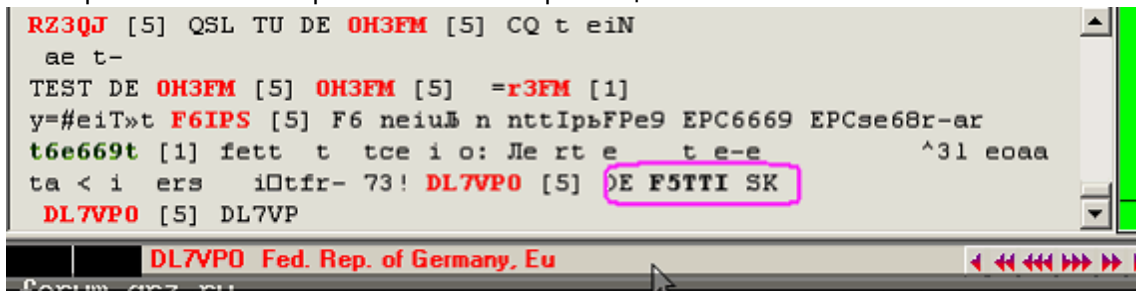 RZ3QJ [5] QSL TU DE OH3FM [5] CQ t eiN
ae t-
TEST DE OH3FM [5] OH3FM [5] =r3FM [1]
y=#eiT»t F6IPS [5] F6 neiuЉ n nttIpьFPe9 EPC6669 EPCse68r-ar
t6e669t [1] fett t tce i o: Лe rt e t e-e ^3l eoaa
ta < i ers i□tfr- 73! DL7VPO [5] DE F5TTI SK
DL7VPO [5] DL7VP
DL7VPO Fed. Rep. of Germany, Eu